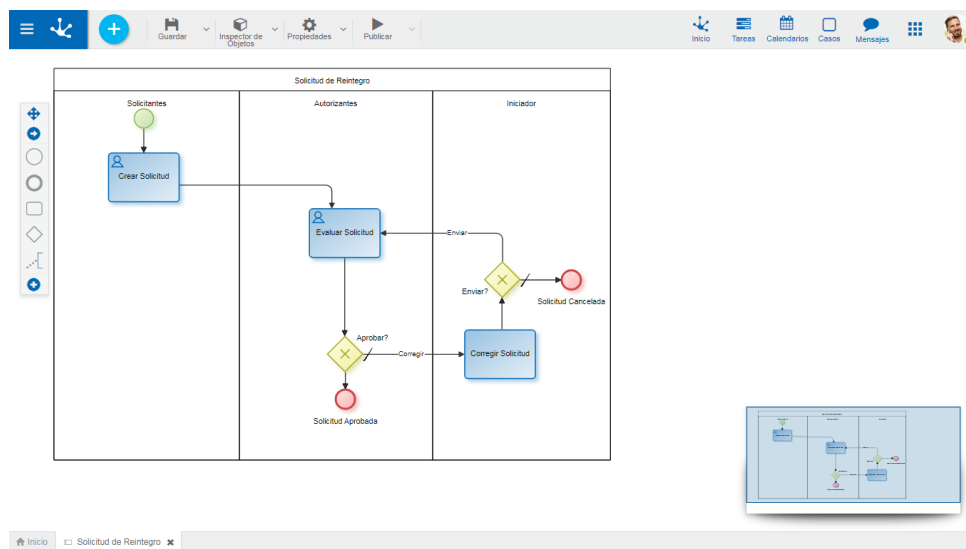 Guardar
Inspector de
Objetos
Propiedades
Publicar
Inicio
Tareas
Calendarios
Casos
Mensajes
Solicitud de Reintegro
Solicitantes
Autorizantes
Iniciador
Crear Solicitud
Evaluar Solicitud
Enviar
Enviar?
Solicitud Cancelada
Aprobar?
Corregir
Corregir Solicitud
Solicitud Aprobada
Inicio
Solicitud de Reintegro